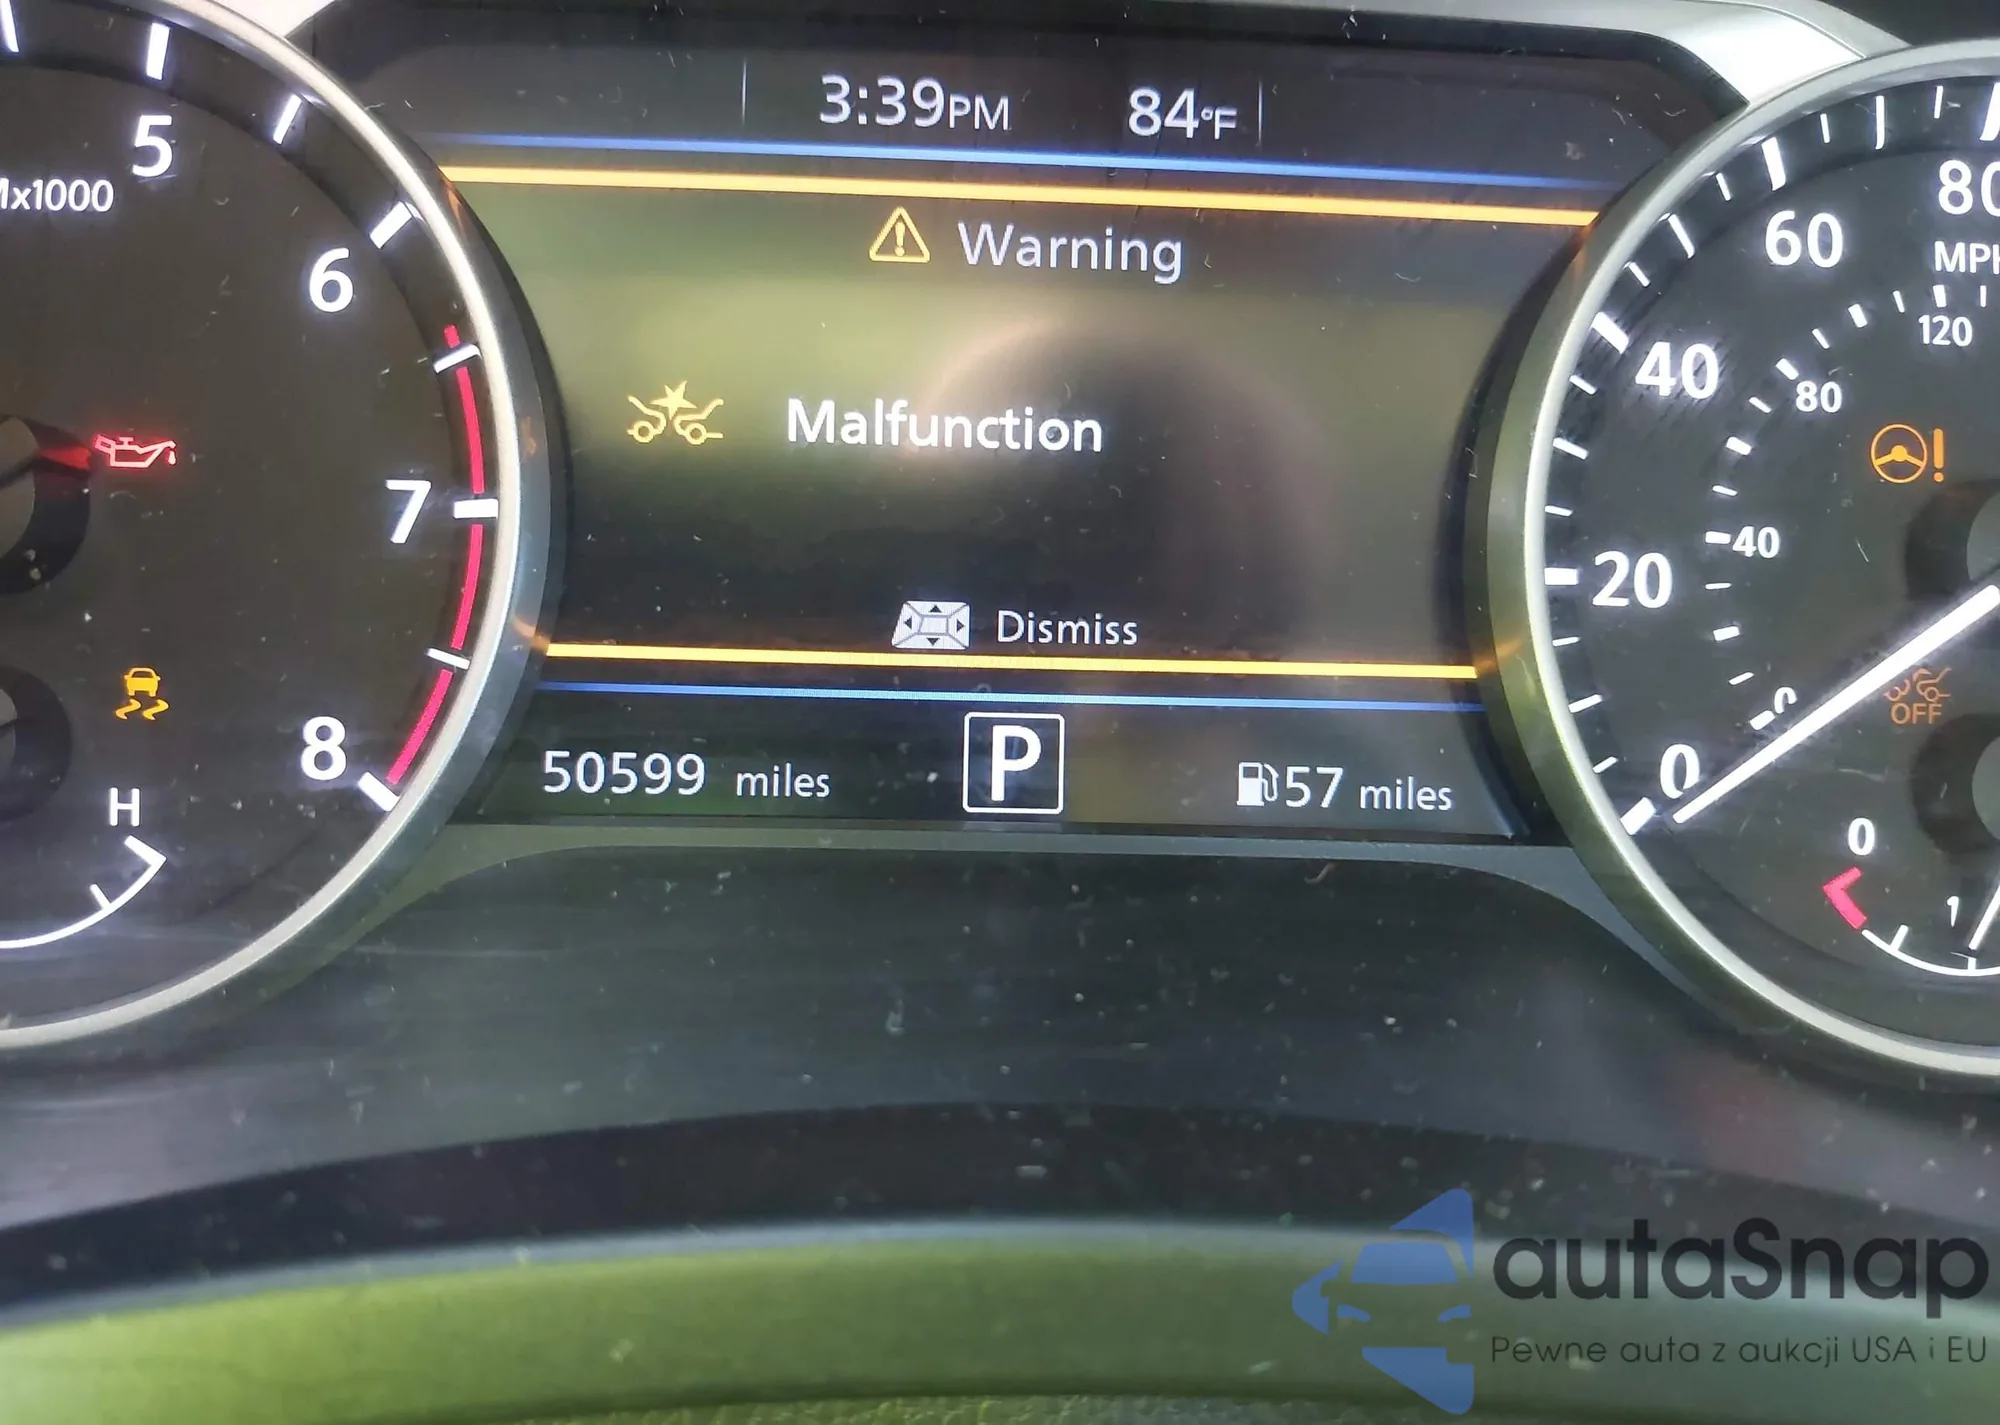 3:39PM 84°F
Warning
Malfunction
Dismiss
50599 miles P 57 miles
5
x1000
6
7
8
H
80
60
40
20
0
120
80
40
0
OFF
0
1
autaSnap
Pewne auta z aukcji USA i EU